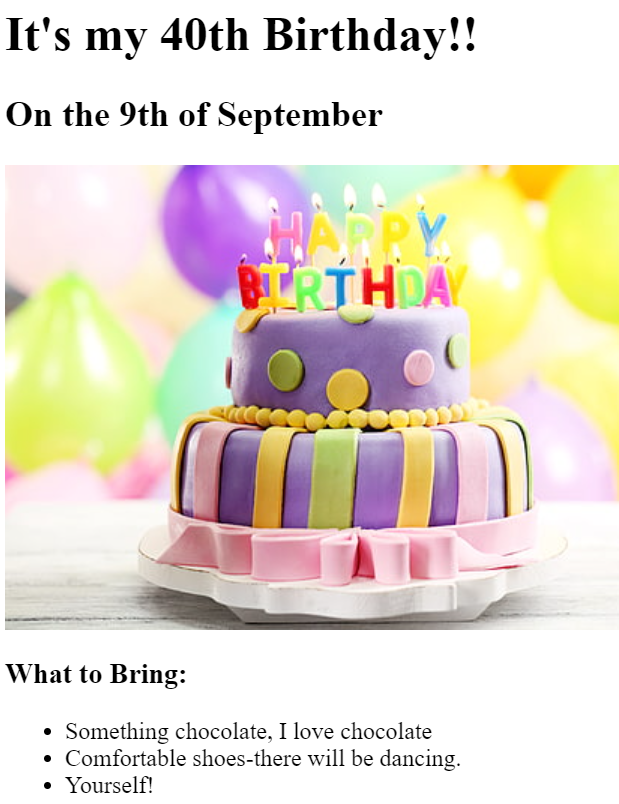 It's my 40th Birthday!!
On the 9th of September
HAPPY
BIRTHDAY
What to Bring:
Something chocolate, I love chocolate
Comfortable shoes-there will be dancing.
Yourself!